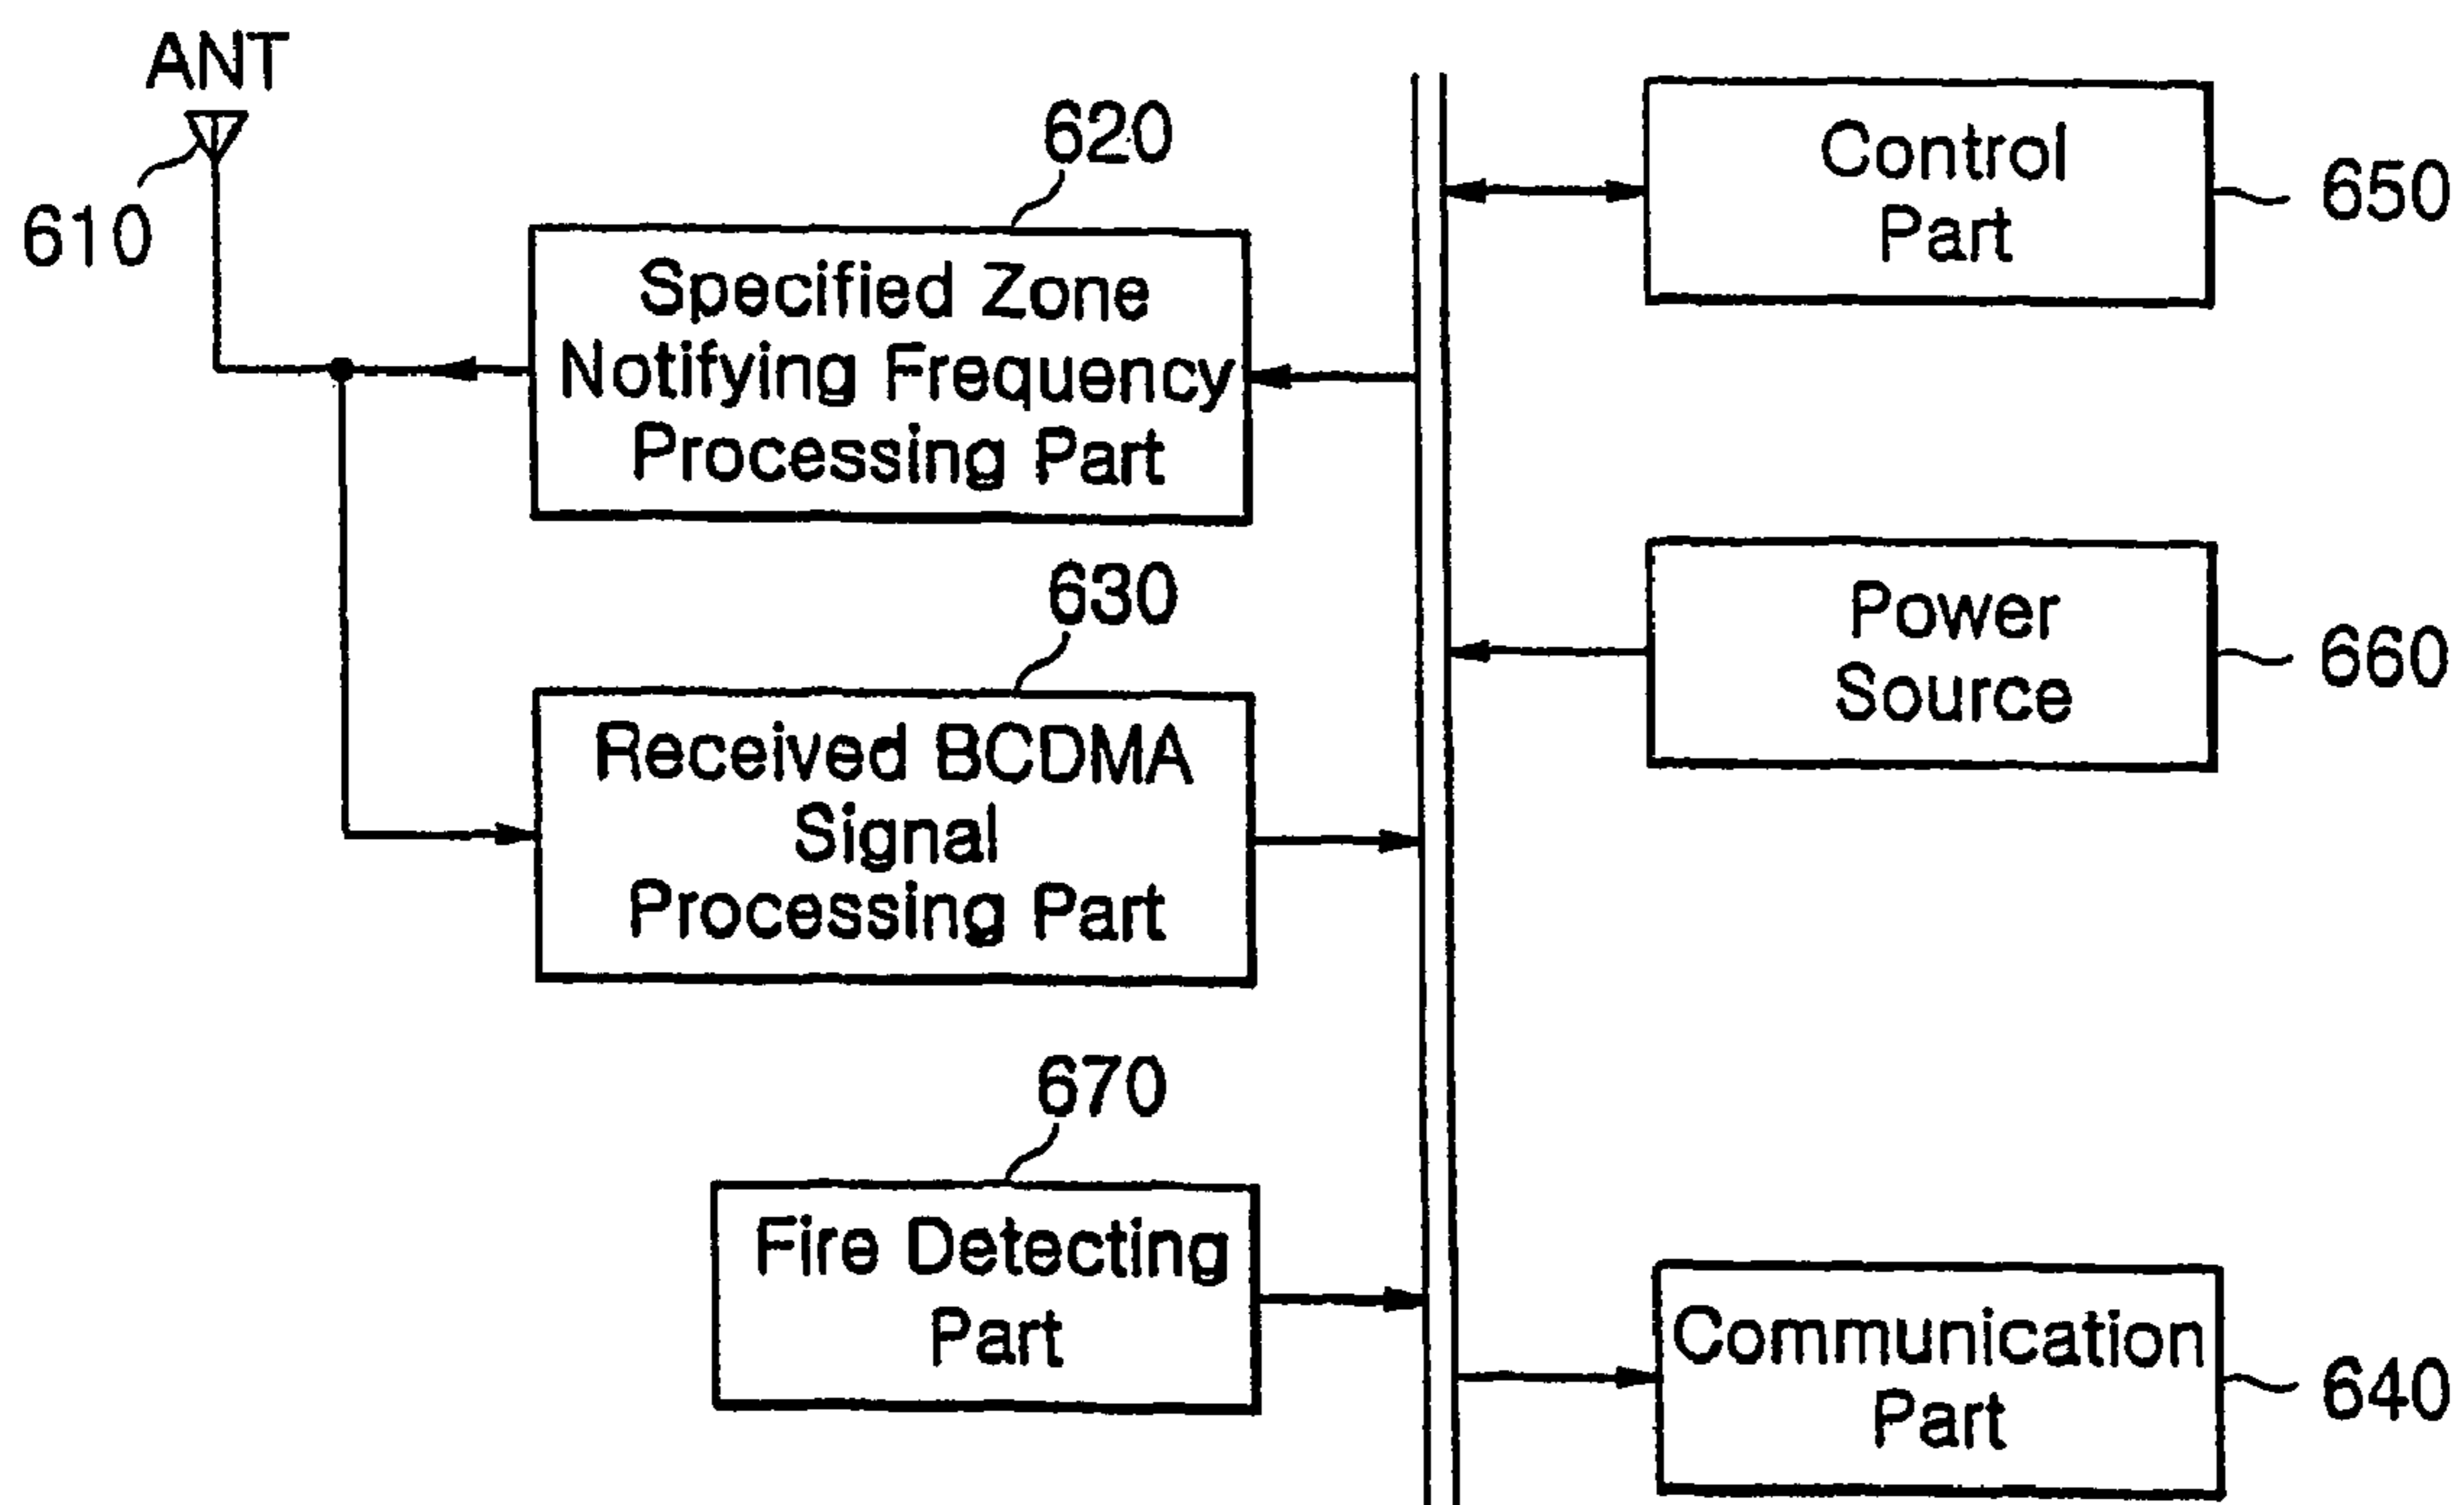 ANT
610
620
Specified Zone
Notifying Frequency
Processing Part
630
Received BCDMA
Signal
Processing Part
670
Fire Detecting
Part
Control
Part
650
Power
Source
660
Communication
Part
640